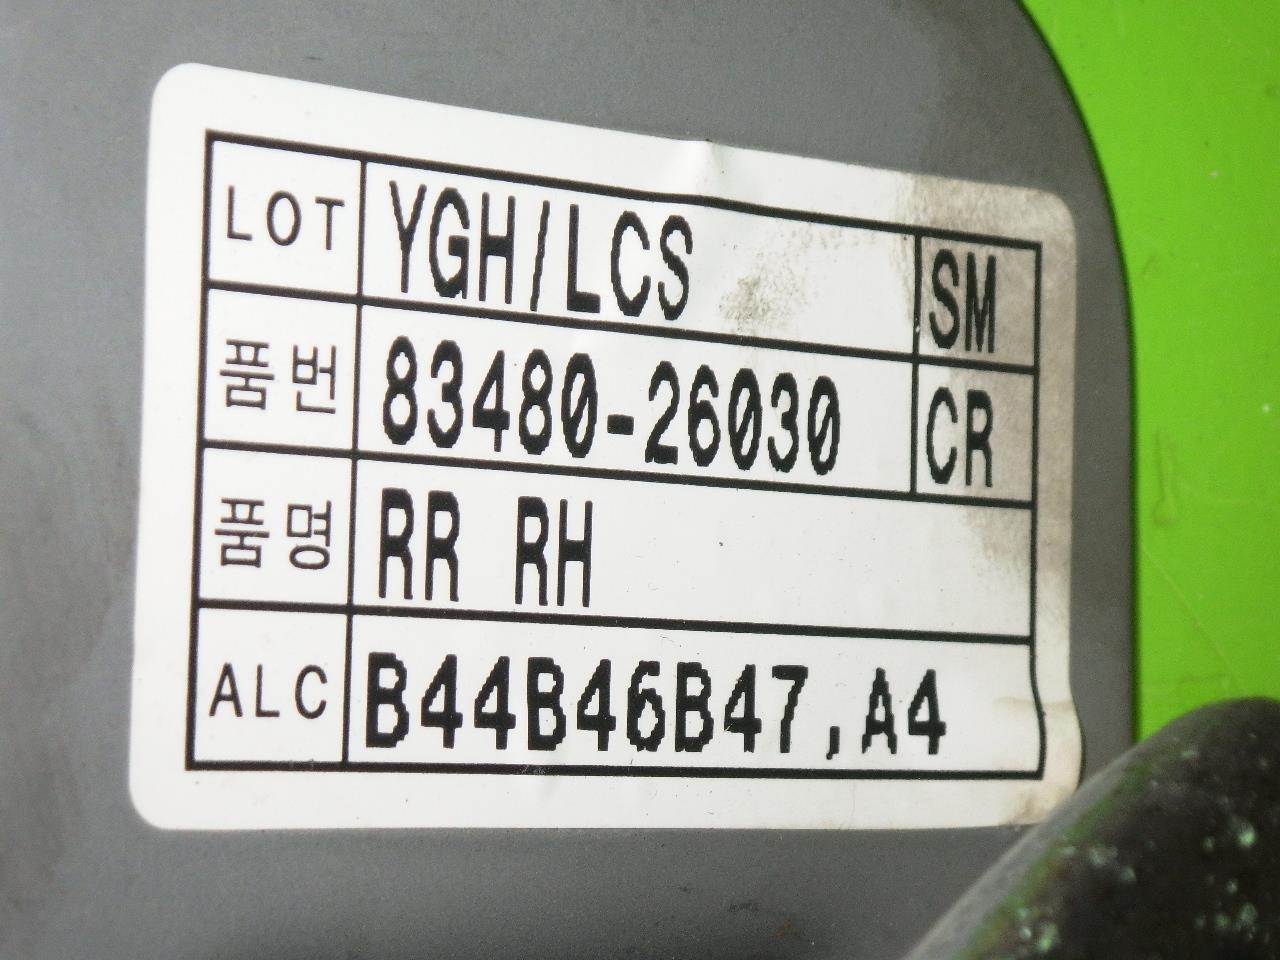 LOT YGH/LCS SM
품번 83480-26030 CR
품명 RR RH
ALC B44B46B47,A4